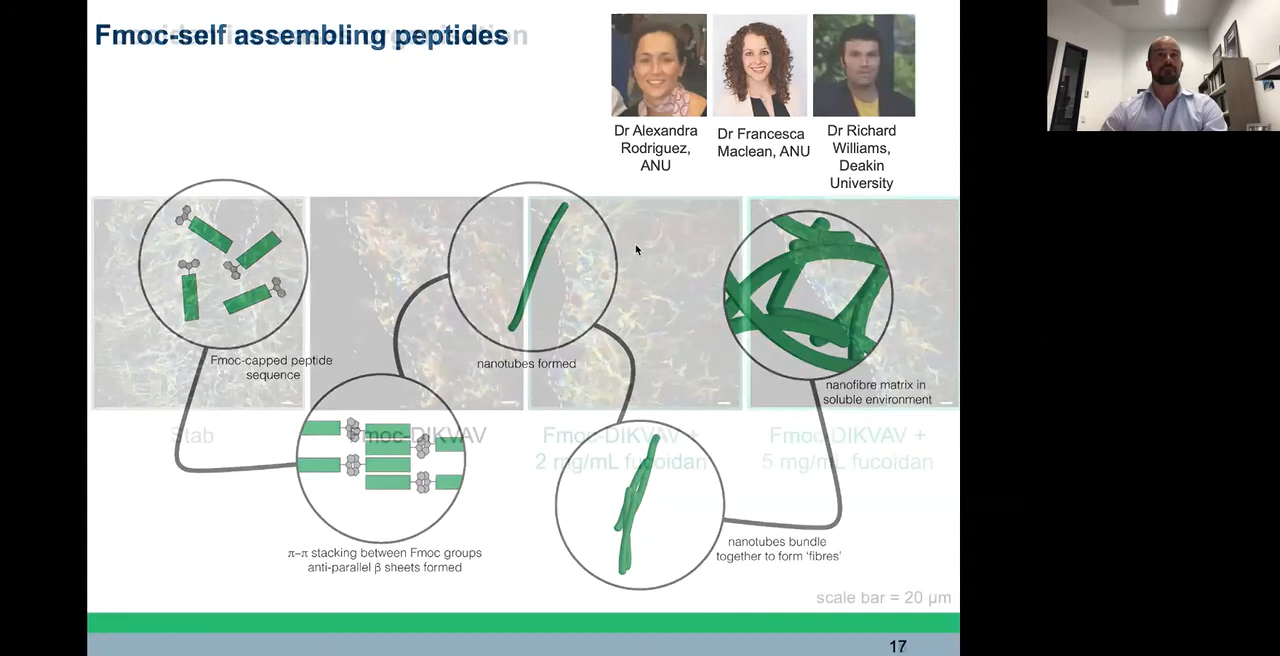 Fmoc-self assembling peptides
Dr Alexandra
Rodriguez,
ANU
Dr Francesca
Maclean, ANU
Dr Richard
Williams,
Deakin
University
Fmoc-capped peptide
sequence
nanotubes formed
nanofibre matrix in
soluble environment
Stab
Fmoc-DIKVAV
Fmoc-DIKVAV +
2 mg/mL fucoidan
Fmoc-DIKVAV +
5 mg/mL fucoidan
π–π stacking between Fmoc groups
anti-parallel β sheets formed
nanotubes bundle
together to form ‘fibres’
scale bar = 20 µm
17